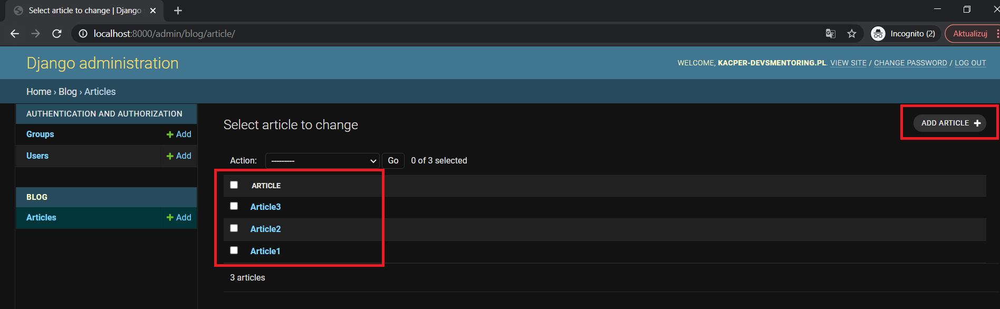 Select article to change | Django
localhost:8000/admin/blog/article/
Incognito (2)
Aktualizuj
Django administration
WELCOME, KACPER-DEVSMENTORING.PL. VIEW SITE / CHANGE PASSWORD / LOG OUT
Home › Blog › Articles
AUTHENTICATION AND AUTHORIZATION
Groups + Add
Users + Add
BLOG
Articles + Add
Select article to change
ADD ARTICLE +
Action: --------- Go 0 of 3 selected
ARTICLE
Article3
Article2
Article1
3 articles